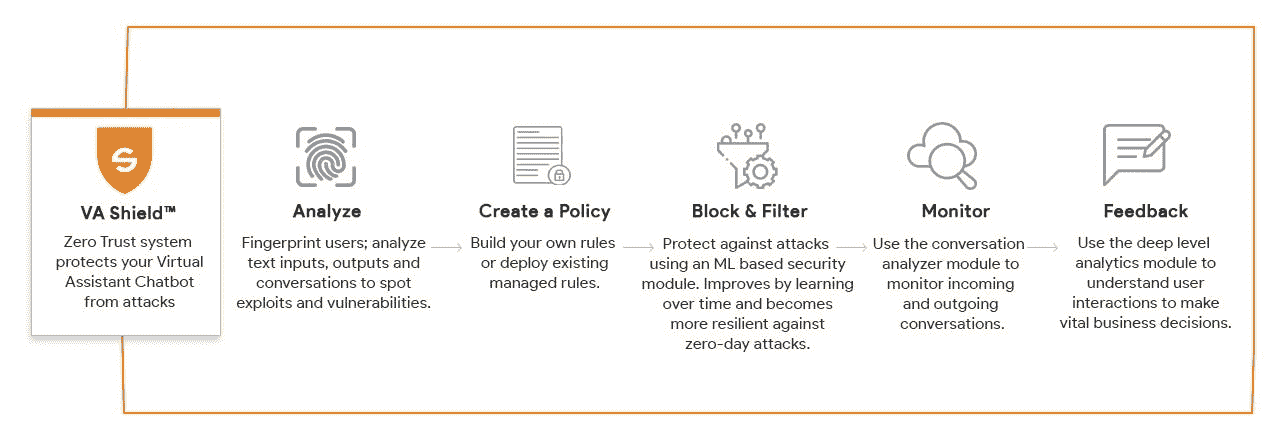 VA Shield™
Zero Trust system
protects your Virtual
Assistant Chatbot
from attacks
Analyze
Fingerprint users; analyze
text inputs, outputs and
conversations to spot
exploits and vulnerabilities.
Create a Policy
Build your own rules
or deploy existing
managed rules.
Block & Filter
Protect against attacks
using an ML based security
module. Improves by learning
over time and becomes
more resilient against
zero-day attacks.
Monitor
Use the conversation
analyzer module to
monitor incoming
and outgoing
conversations.
Feedback
Use the deep level
analytics module to
understand user
interactions to make
vital business decisions.